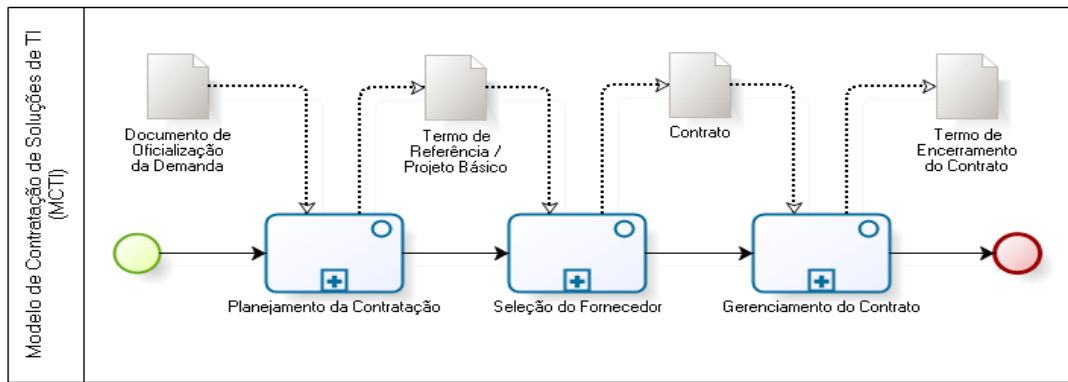 Modelo de Contratação de Soluções de TI
(MCTI)
Documento de
Oficialização
da Demanda
Termo de
Referência /
Projeto Básico
Contrato
Termo de
Encerramento
do Contrato
Planejamento da Contratação
Seleção do Fornecedor
Gerenciamento do Contrato